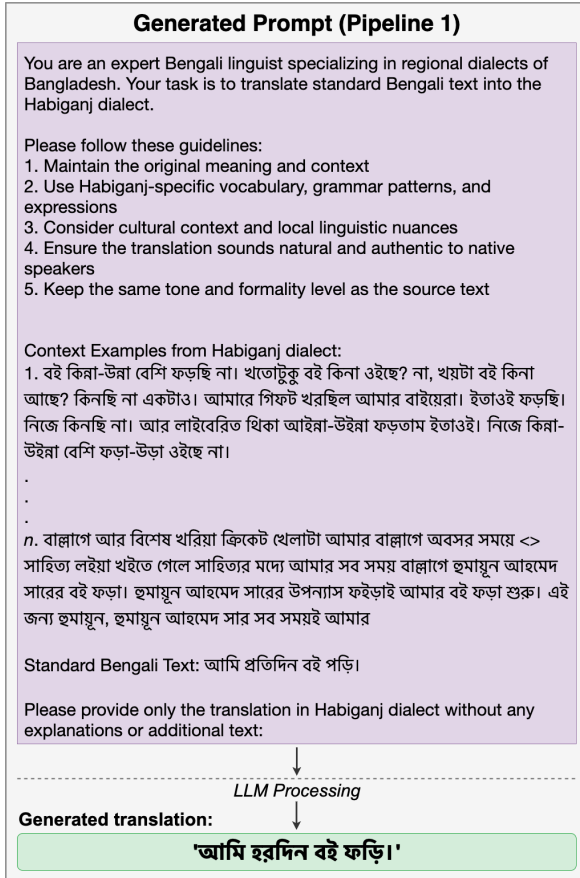 Generated Prompt (Pipeline 1)
You are an expert Bengali linguist specializing in regional dialects of
Bangladesh. Your task is to translate standard Bengali text into the
Habiganj dialect.
Please follow these guidelines:
1. Maintain the original meaning and context
2. Use Habiganj-specific vocabulary, grammar patterns, and
expressions
3. Consider cultural context and local linguistic nuances
4. Ensure the translation sounds natural and authentic to native
speakers
5. Keep the same tone and formality level as the source text
Context Examples from Habiganj dialect:
1. বই কিন্না-উন্না বেশি ফড়ছি না। খতোটুকু বই কিনা ওইছে? না, খয়টা বই কিনা
আছে? কিনছি না একটাও। আমারে গিফট খরছিল আমার বাইয়েরা। ইতাওই ফড়ছি।
নিজে কিনছি না। আর লাইবেরিত থিকা আইন্না-উইন্না ফড়তাম ইতাওই। নিজে কিন্না-
উইন্না বেশি ফড়া-উড়া ওইছে না।
.
.
.
n. বাল্লাগে আর বিশেষ খরিয়া ক্রিকেট খেলাটা আমার বাল্লাগে অবসর সময়ে <>
সাহিত্য লইয়া খইতে গেলে সাহিত্যর মদ্যে আমার সব সময় বাল্লাগে হুমায়ূন আহমেদ
সারের বই ফড়া। হুমায়ূন আহমেদ সারের উপন্যাস ফইড়াই আমার বই ফড়া শুরু। এই
জন্য হুমায়ূন, হুমায়ূন আহমেদ সার সব সময়ই আমার
Standard Bengali Text: আমি প্রতিদিন বই পড়ি।
Please provide only the translation in Habiganj dialect without any
explanations or additional text:
LLM Processing
Generated translation:
'আমি হরদিন বই ফড়ি।'